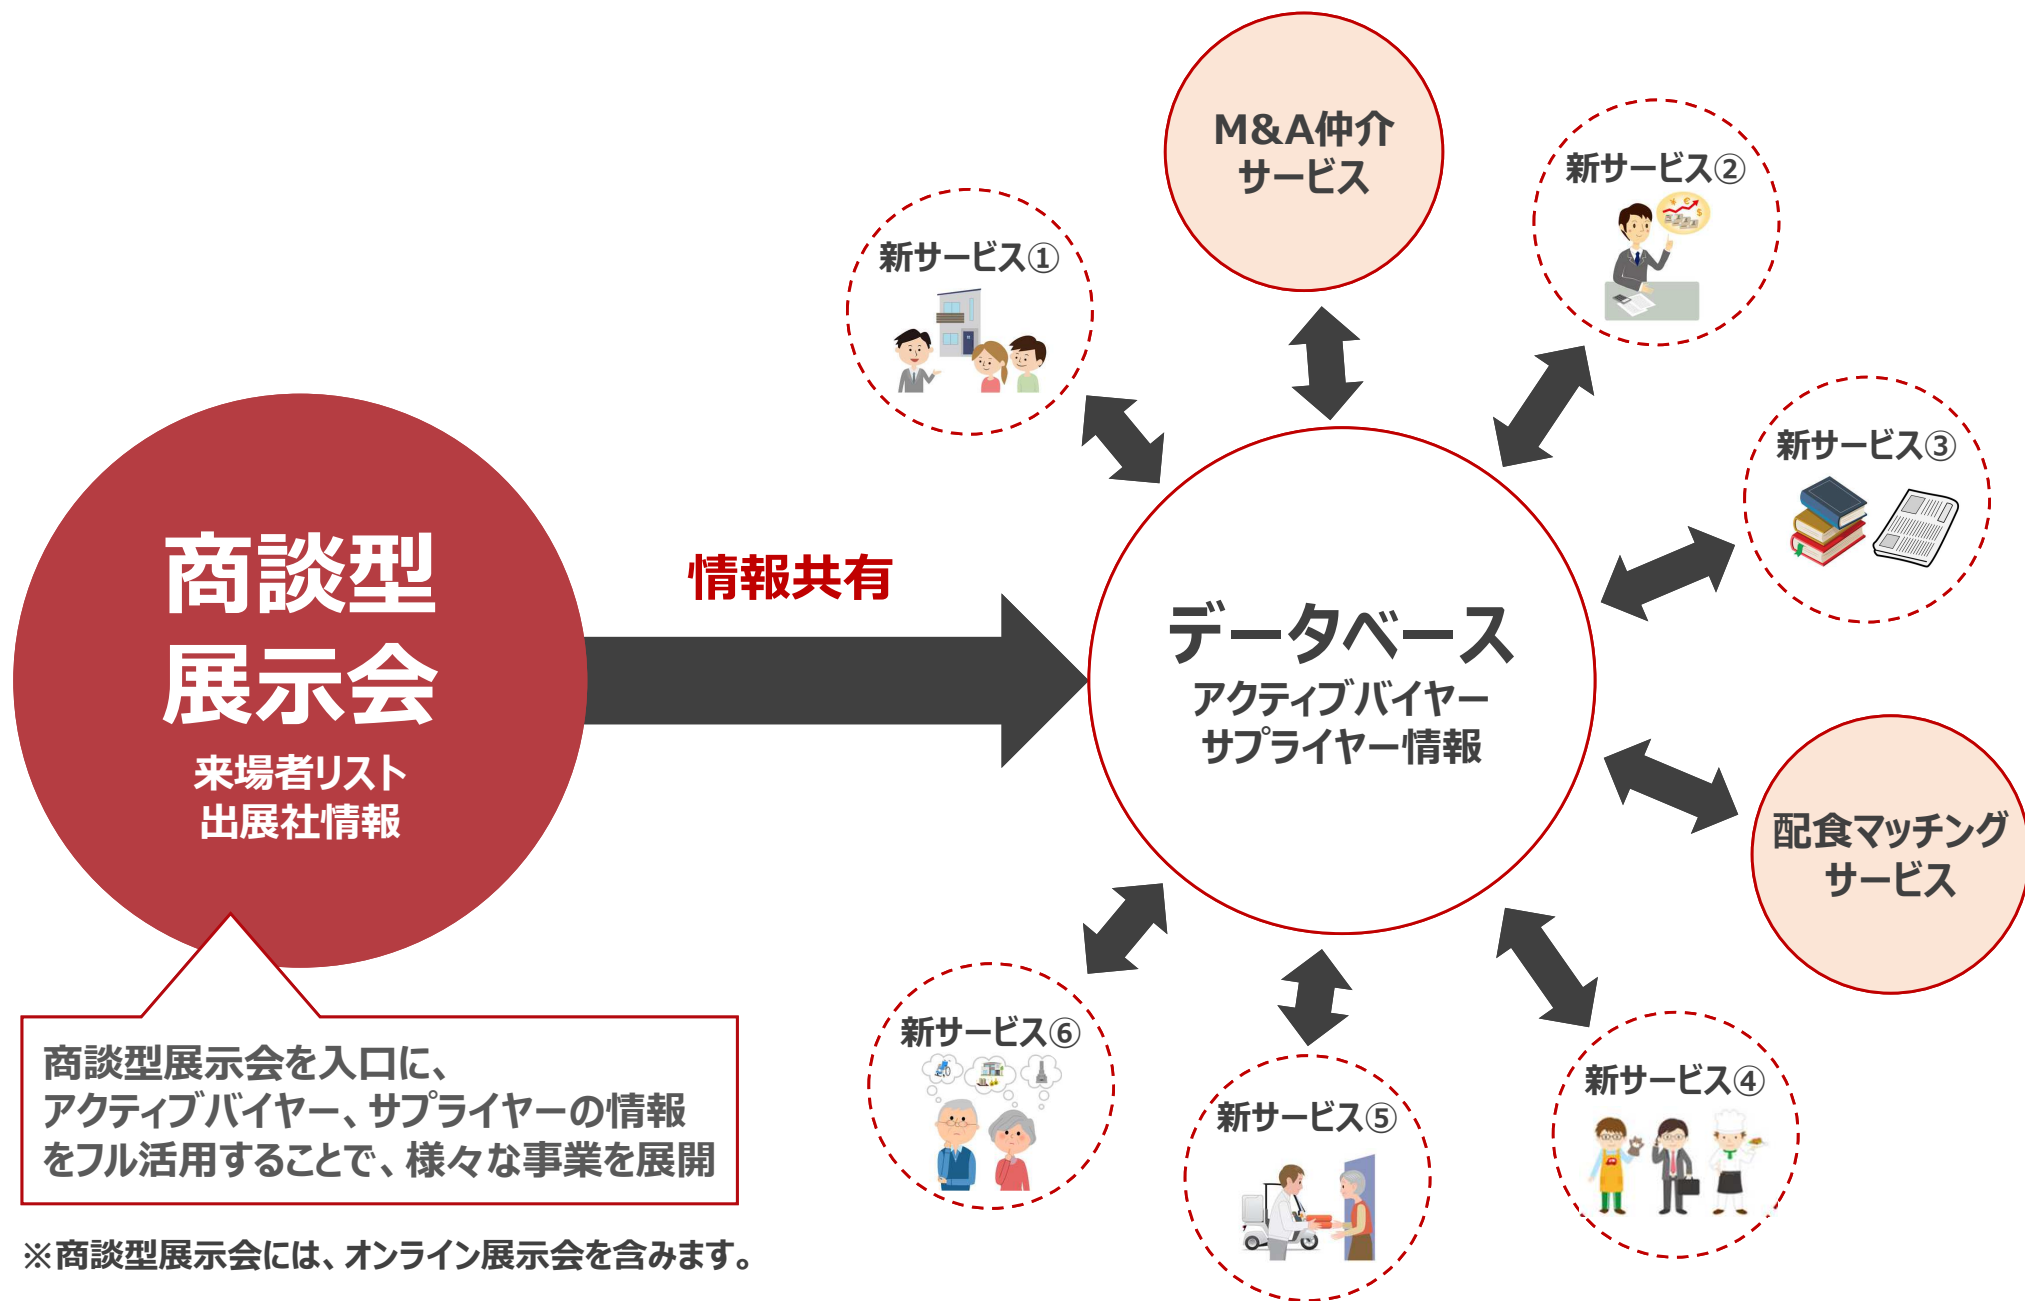 商談型
展示会
来場者リスト
出展社情報
情報共有
データベース
アクティブバイヤー
サプライヤー情報
新サービス①
M&A仲介
サービス
新サービス②
新サービス③
配食マッチング
サービス
新サービス④
新サービス⑤
新サービス⑥
商談型展示会を入口に、
アクティブバイヤー、サプライヤーの情報
をフル活用することで、様々な事業を展開
※商談型展示会には、オンライン展示会を含みます。